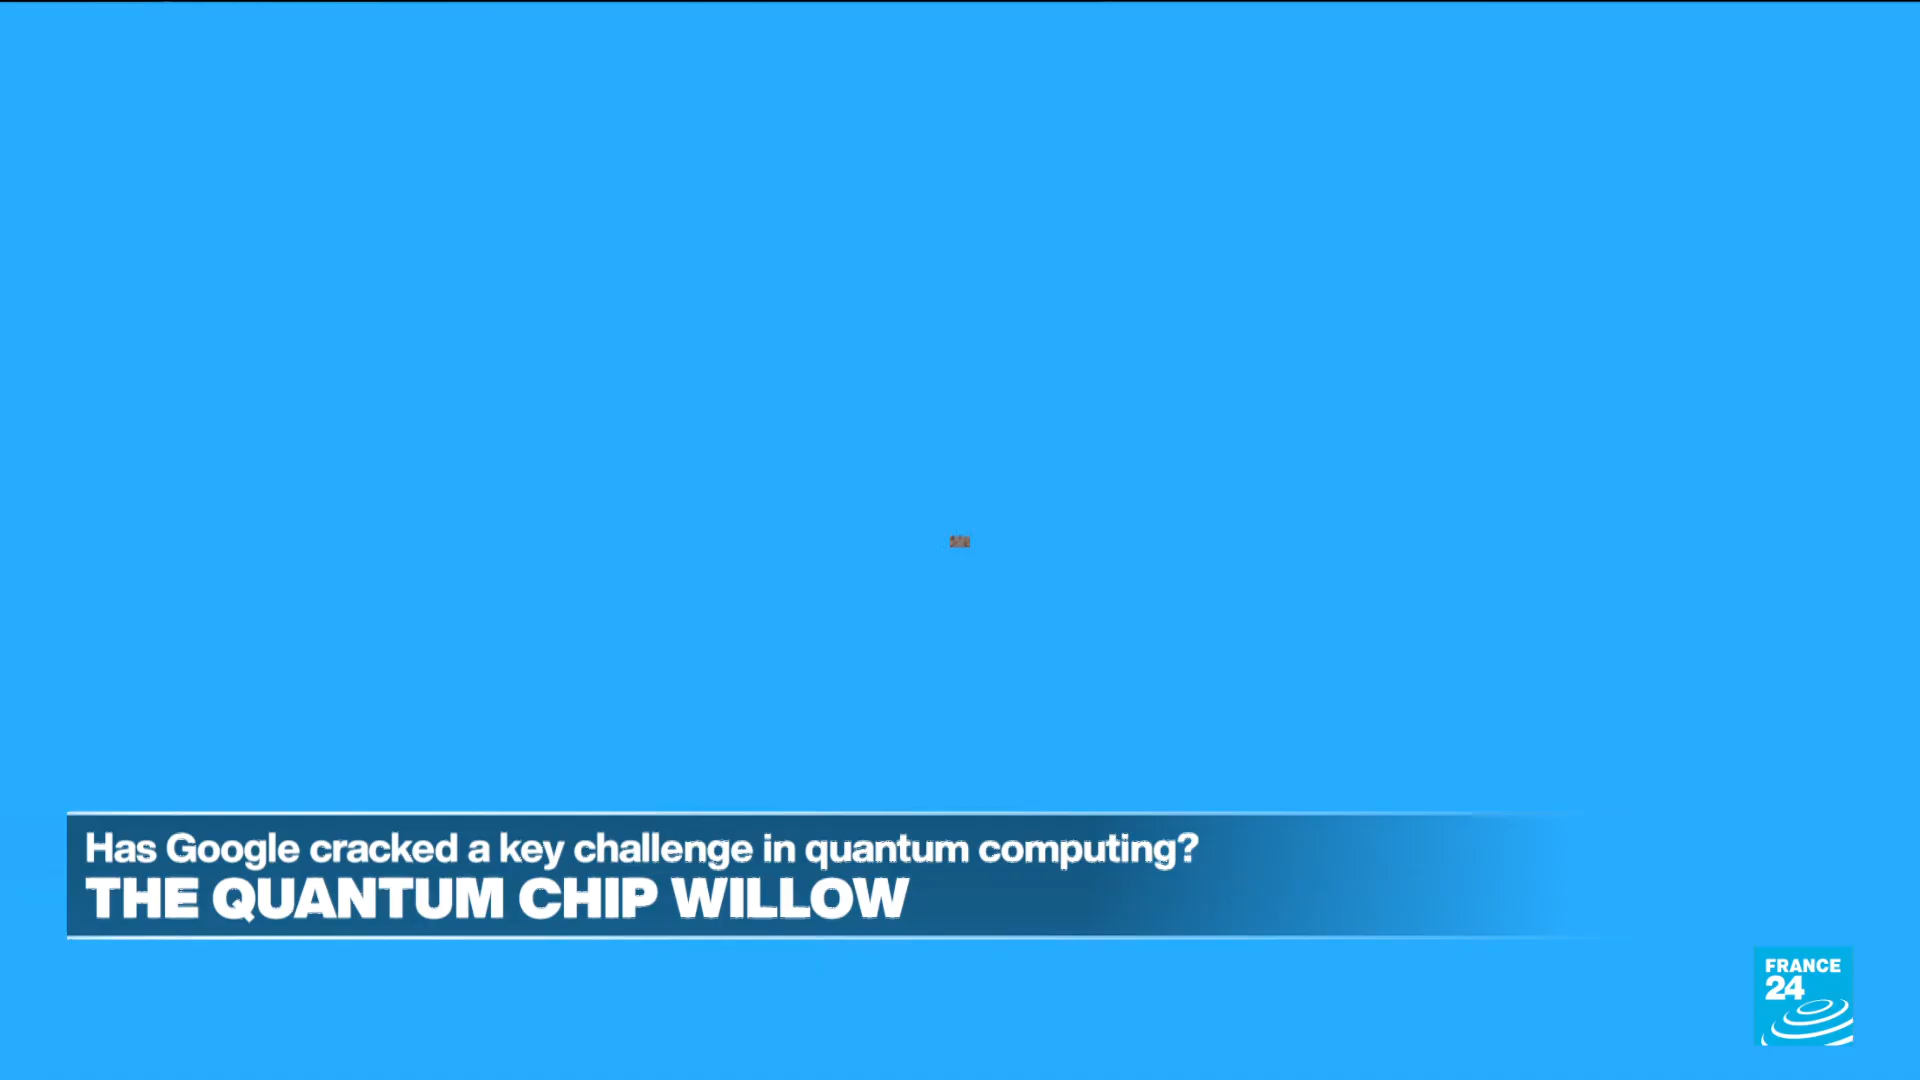 Has Google cracked a key challenge in quantum computing?
THE QUANTUM CHIP WILLOW
FRANCE
24